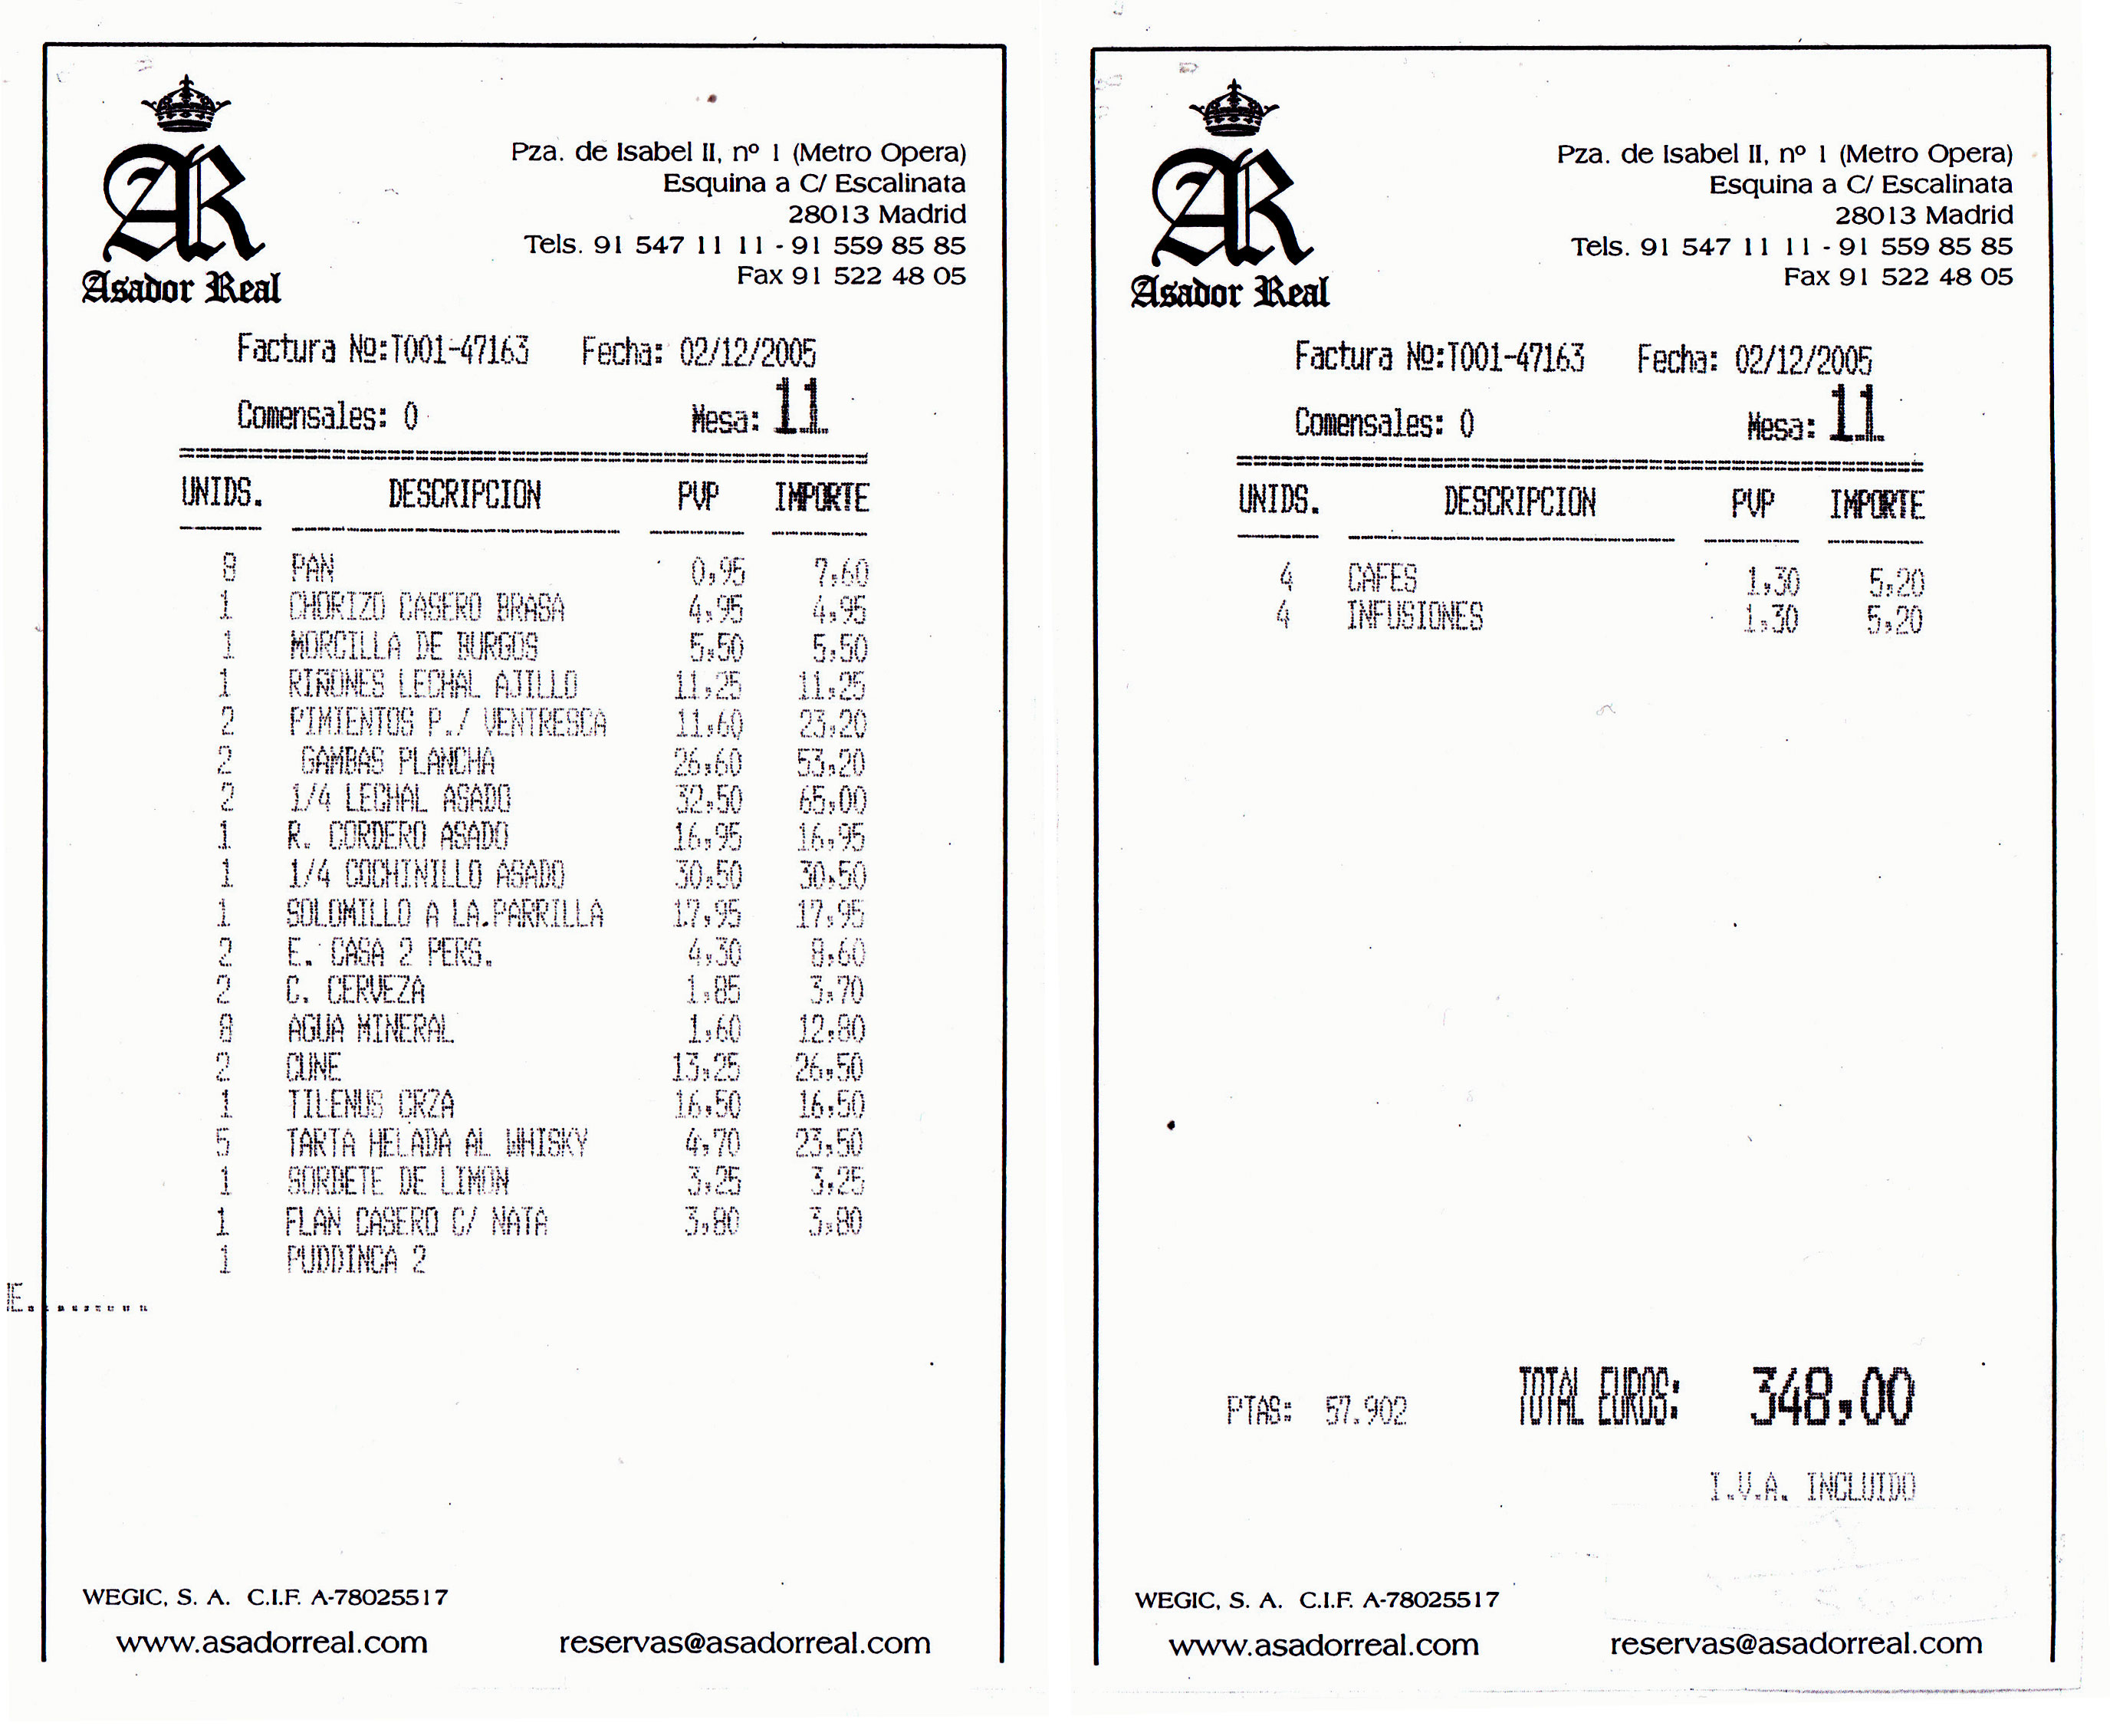 AR
Asador Real
Pza. de Isabel II, nº 1 (Metro Opera)
Esquina a C/ Escalinata
28013 Madrid
Tels. 91 547 11 11 - 91 559 85 85
Fax 91 522 48 05
Factura Nº:T001-47163 Fecha: 02/12/2005
Comensales: 0 Mesa: 11
UNIDS. DESCRIPCION PVP IMPORTE
8 PAN 0,95 7,60
1 CHORIZO CASERO BRASA 4,95 4,95
1 MORCILLA DE BURGOS 5,50 5,50
1 RIÑONES LECHAL AJILLO 11,25 11,25
2 PIMIENTOS P./ VENTRESCA 11,60 23,20
2 GAMBAS PLANCHA 26,60 53,20
2 1/4 LECHAL ASADO 32,50 65,00
1 R. CORDERO ASADO 16,95 16,95
1 1/4 COCHINILLO ASADO 30,50 30,50
1 SOLOMILLO A LA.PARRILLA 17,95 17,95
2 E. CASA 2 PERS. 4,30 8,60
2 C. CERVEZA 1,85 3,70
8 AGUA MINERAL 1,60 12,80
2 CUNE 13,25 26,50
1 TILENUS CRZA 16,50 16,50
5 TARTA HELADA AL WHISKY 4,70 23,50
1 SORBETE DE LIMON 3,25 3,25
1 FLAN CASERO C/ NATA 3,80 3,80
1 PUDDINCA 2
E.........
WEGIC, S. A. C.I.F. A-78025517
www.asadorreal.com reservas@asadorreal.com
AR
Asador Real
Pza. de Isabel II, nº 1 (Metro Opera)
Esquina a C/ Escalinata
28013 Madrid
Tels. 91 547 11 11 - 91 559 85 85
Fax 91 522 48 05
Factura Nº:T001-47163 Fecha: 02/12/2005
Comensales: 0 Mesa: 11
UNIDS. DESCRIPCION PVP IMPORTE
4 CAFES 1,30 5,20
4 INFUSIONES 1,30 5,20
PTAS: 57.902 TOTAL EUROS: 348,00
I.V.A. INCLUIDO
WEGIC, S. A. C.I.F. A-78025517
www.asadorreal.com reservas@asadorreal.com